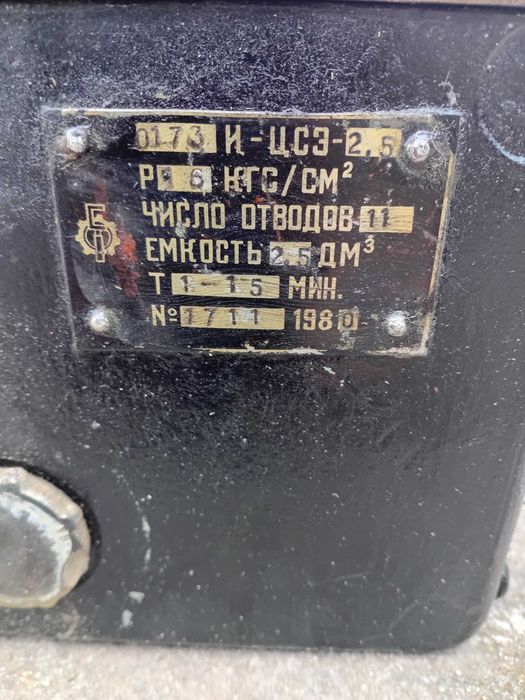 0173 И-ЦСЭ-2,5
Р 6 КГС/СМ²
ЧИСЛО ОТВОДОВ 11
ЕМКОСТЬ 2.5 ДМ³
Т 1-15 МИН.
№ 1711 1980